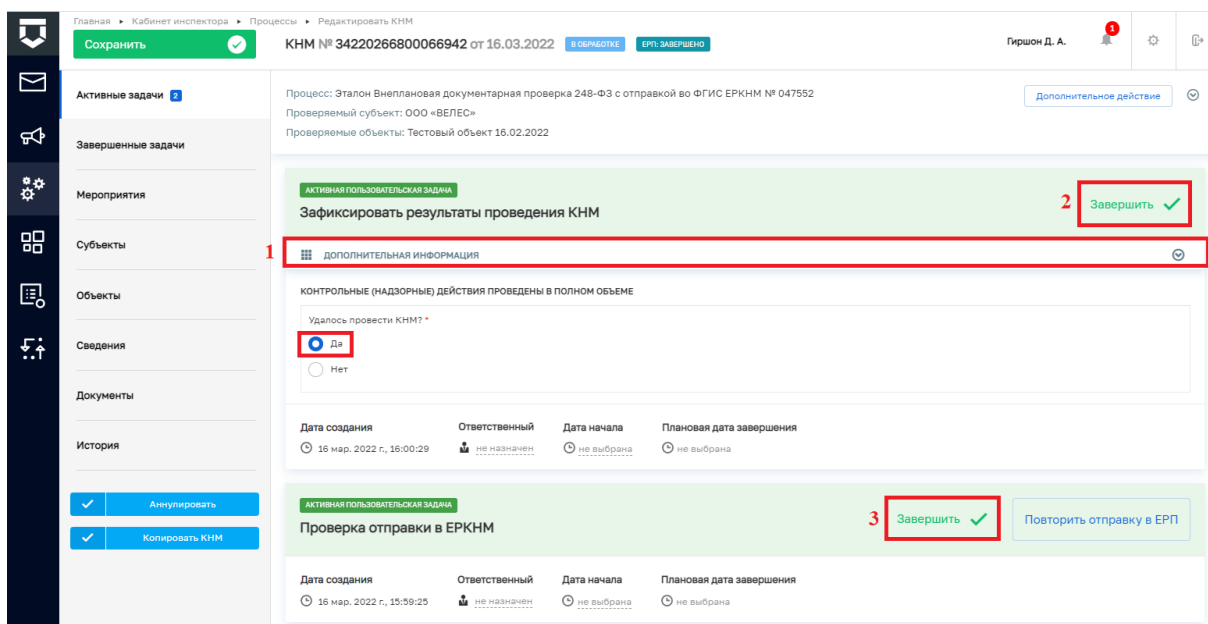 Главная ▸ Кабинет инспектора ▸ Процессы ▸ Редактировать КНМ
Сохранить
КНМ № 34220266800066942 от 16.03.2022
В ОБРАБОТКЕ
ЕРП: ЗАВЕРШЕНО
Гиршон Д. А.
1
Активные задачи 2
Завершенные задачи
Мероприятия
Субъекты
Объекты
Сведения
Документы
История
Аннулировать
Копировать КНМ
Процесс: Эталон Внеплановая документарная проверка 248-ФЗ с отправкой во ФГИС ЕРКНМ № 047552
Проверяемый субъект: ООО «ВЕЛЕС»
Проверяемые объекты: Тестовый объект 16.02.2022
Дополнительное действие
АКТИВНАЯ ПОЛЬЗОВАТЕЛЬСКАЯ ЗАДАЧА
Зафиксировать результаты проведения КНМ
2 Завершить
1 ДОПОЛНИТЕЛЬНАЯ ИНФОРМАЦИЯ
КОНТРОЛЬНЫЕ (НАДЗОРНЫЕ) ДЕЙСТВИЯ ПРОВЕДЕНЫ В ПОЛНОМ ОБЪЕМЕ
Удалось провести КНМ? *
Да
Нет
Дата создания Ответственный Дата начала Плановая дата завершения
16 мар. 2022 г., 16:00:29 не назначен не выбрана не выбрана
АКТИВНАЯ ПОЛЬЗОВАТЕЛЬСКАЯ ЗАДАЧА
Проверка отправки в ЕРКНМ
3 Завершить
Повторить отправку в ЕРП
Дата создания Ответственный Дата начала Плановая дата завершения
16 мар. 2022 г., 15:59:25 не назначен не выбрана не выбрана